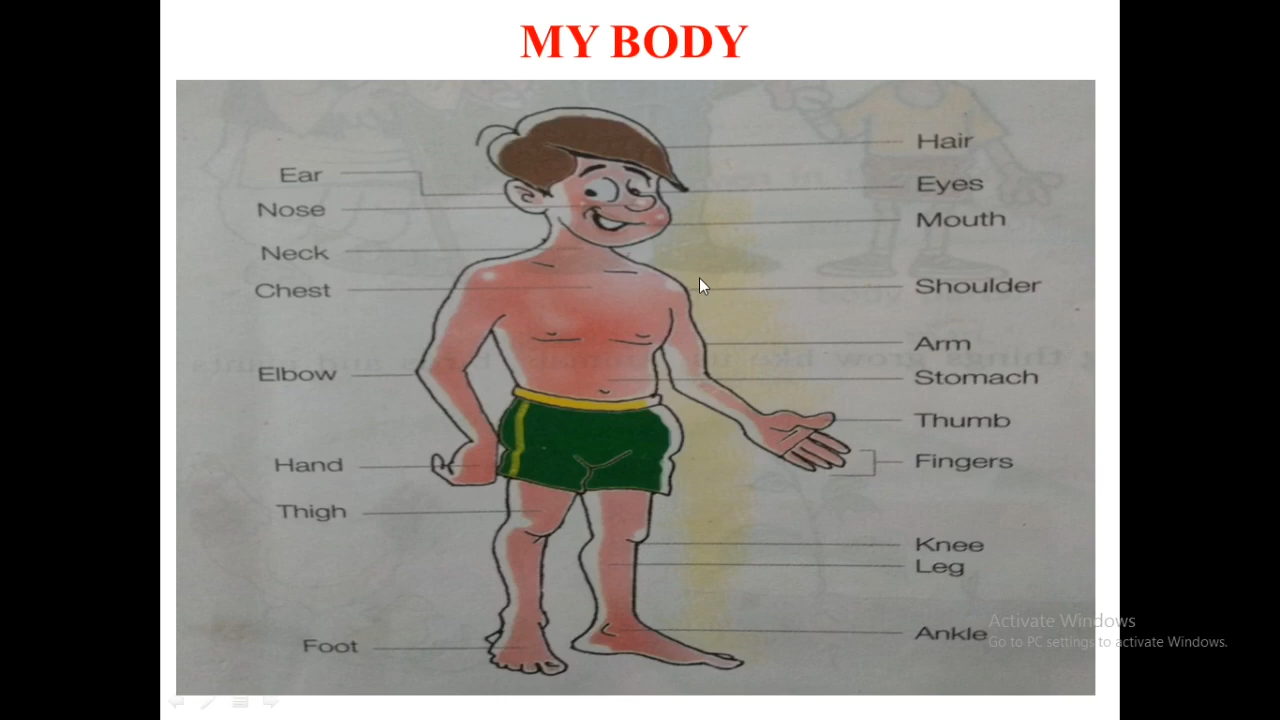 MY BODY
Ear
Nose
Neck
Chest
Elbow
Hand
Thigh
Foot
Hair
Eyes
Mouth
Shoulder
Arm
Stomach
Thumb
Fingers
Knee
Leg
Ankle
Activate Windows
Go to PC settings to activate Windows.